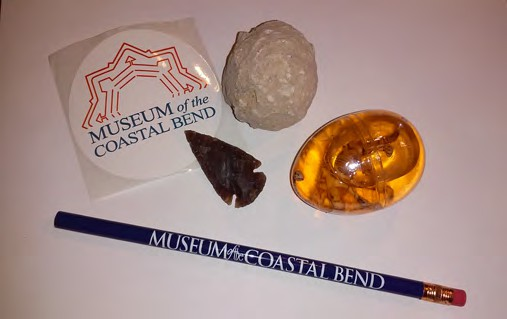 MUSEUM of the
COASTAL BEND
MUSEUM of the COASTAL BEND